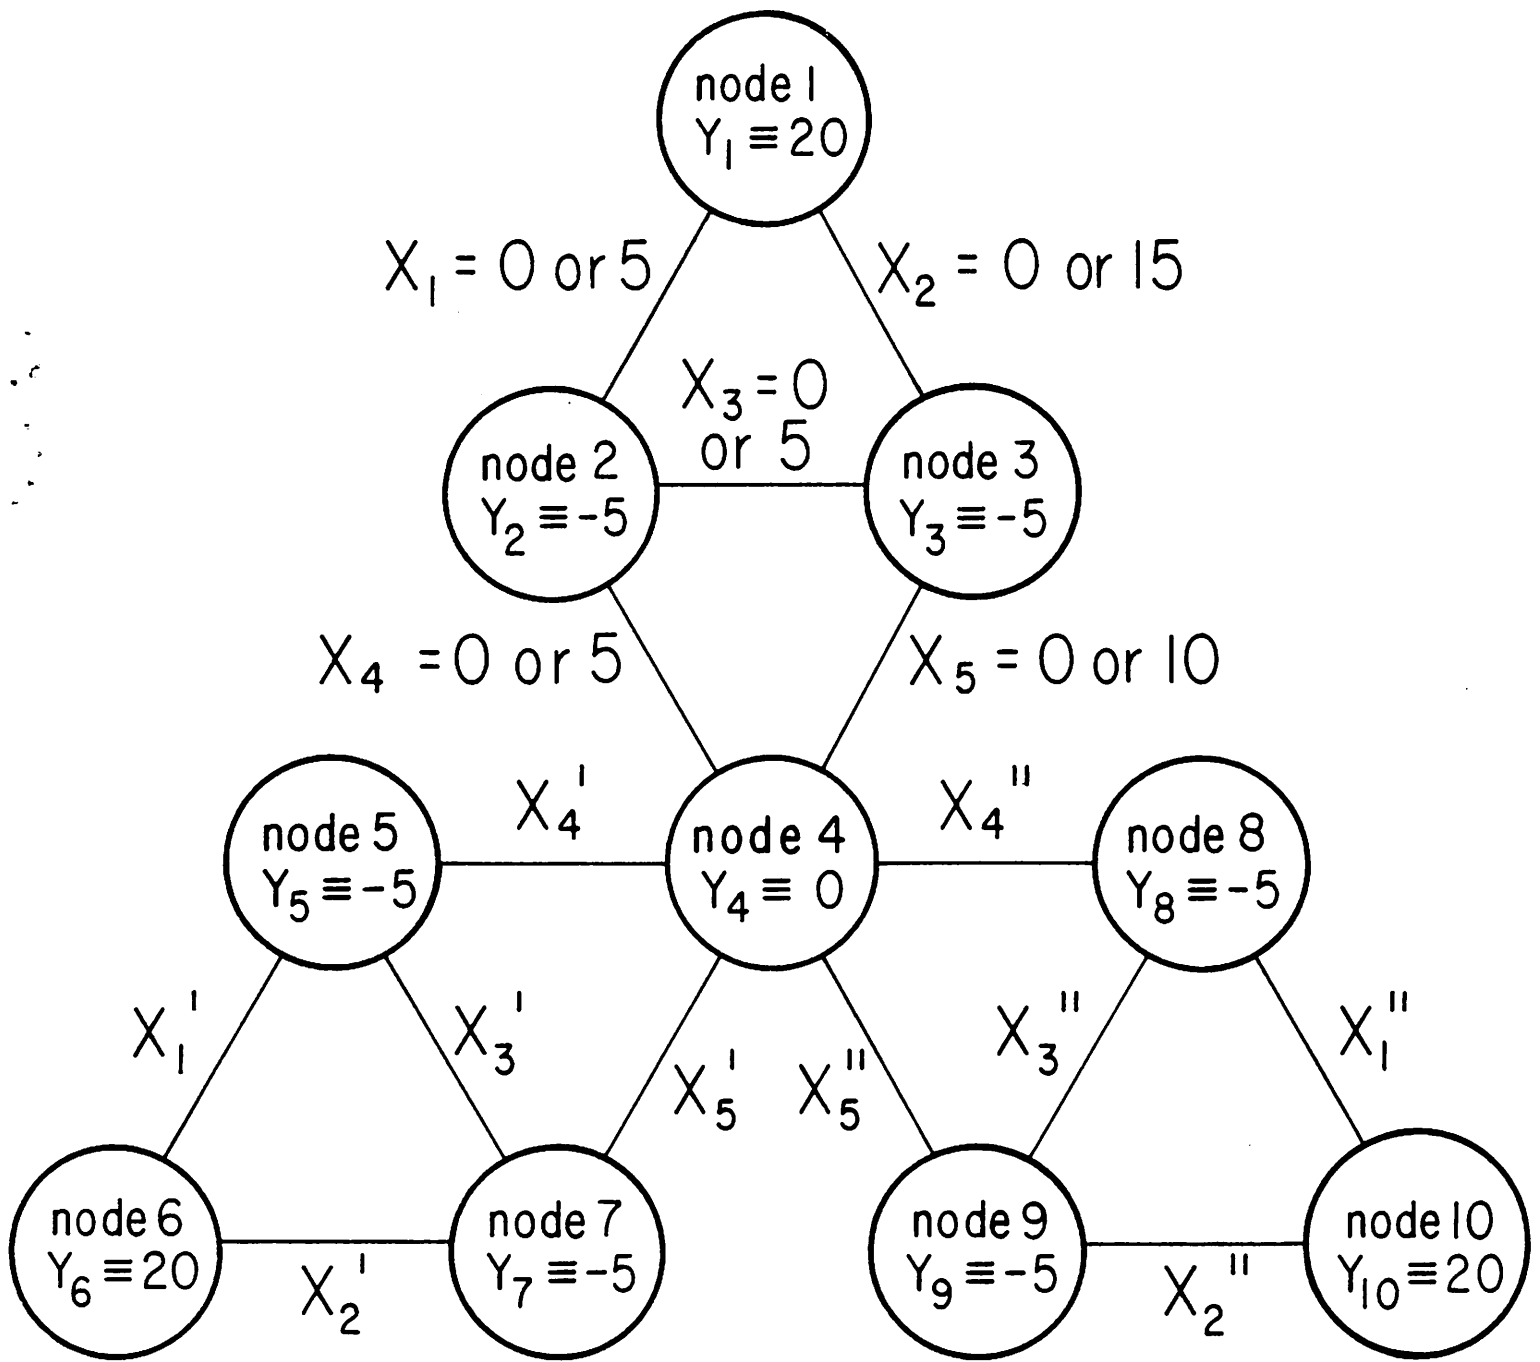 node 1
Y₁ ≡ 20
X₁ = 0 or 5
X₂ = 0 or 15
X₃ = 0
or 5
node 2
Y₂ ≡ -5
node 3
Y₃ ≡ -5
X₄ = 0 or 5
X₅ = 0 or 10
X₄'
X₄"
node 5
Y₅ ≡ -5
node 4
Y₄ ≡ 0
node 8
Y₈ ≡ -5
X₁'
X₃'
X₅'
X₅"
X₃"
X₁"
node 6
Y₆ ≡ 20
node 7
Y₇ ≡ -5
node 9
Y₉ ≡ -5
node 10
Y₁₀ ≡ 20
X₂'
X₂"